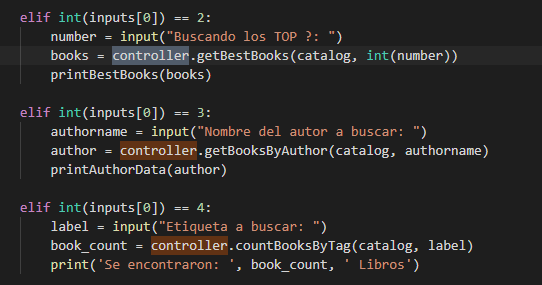 elif int(inputs[0]) == 2:
    number = input("Buscando los TOP ?: ")
    books = controller.getBestBooks(catalog, int(number))
    printBestBooks(books)
elif int(inputs[0]) == 3:
    authorname = input("Nombre del autor a buscar: ")
    author = controller.getBooksByAuthor(catalog, authorname)
    printAuthorData(author)
elif int(inputs[0]) == 4:
    label = input("Etiqueta a buscar: ")
    book_count = controller.countBooksByTag(catalog, label)
    print('Se encontraron: ', book_count, ' Libros')